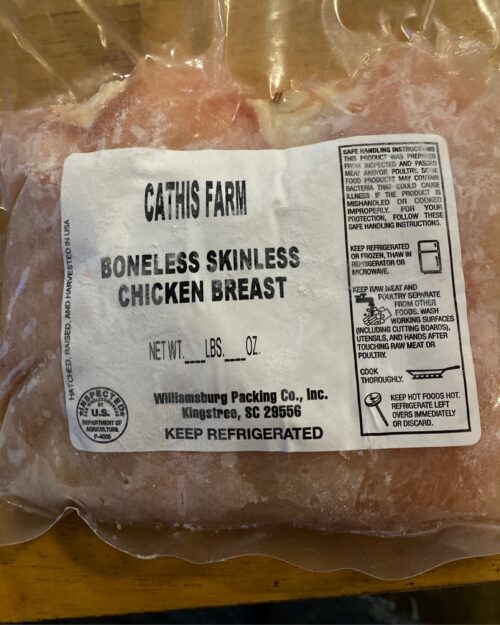 CATHIS FARM
BONELESS SKINLESS
CHICKEN BREAST
NET WT.___LBS.___OZ.
Williamsburg Packing Co., Inc.
Kingstree, SC 29556
KEEP REFRIGERATED
HATCHED, RAISED, AND HARVESTED IN USA
INSPECTED
BY
U.S.
DEPARTMENT OF
AGRICULTURE
P-4005
SAFE HANDLING INSTRUCTIONS
THIS PRODUCT WAS PREPARED
FROM INSPECTED AND PASSED
MEAT AND/OR POULTRY. SOME
FOOD PRODUCTS MAY CONTAIN
BACTERIA THAT COULD CAUSE
ILLNESS IF THE PRODUCT IS
MISHANDLED OR COOKED
IMPROPERLY. FOR YOUR
PROTECTION, FOLLOW THESE
SAFE HANDLING INSTRUCTIONS.
KEEP REFRIGERATED
OR FROZEN, THAW IN
REFRIGERATOR OR
MICROWAVE.
KEEP RAW MEAT AND
POULTRY SEPARATE
FROM OTHER
FOODS. WASH
WORKING SURFACES
(INCLUDING CUTTING BOARDS),
UTENSILS, AND HANDS AFTER
TOUCHING RAW MEAT OR
POULTRY.
COOK
THOROUGHLY.
KEEP HOT FOODS HOT.
REFRIGERATE LEFT
OVERS IMMEDIATELY
OR DISCARD.